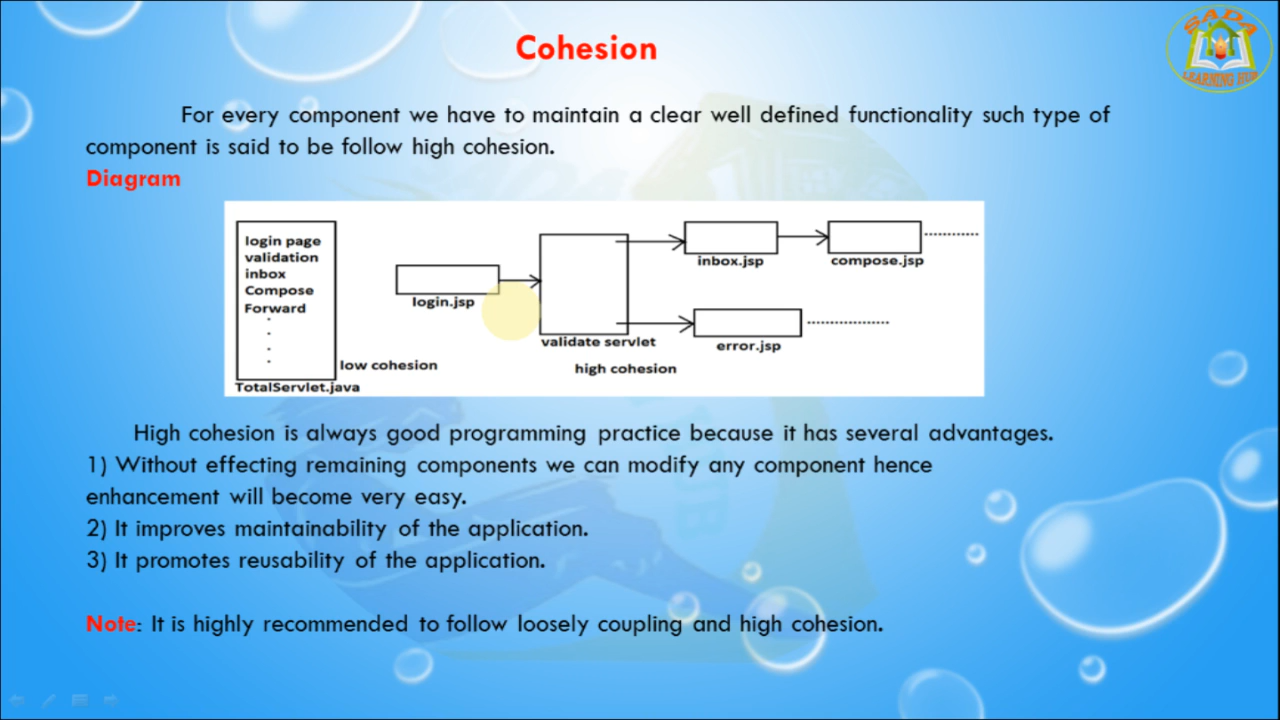 Cohesion
SADA
LEARNING HUB
For every component we have to maintain a clear well defined functionality such type of
component is said to be follow high cohesion.
Diagram
login page
validation
inbox
Compose
Forward
low cohesion
TotalServlet.java
login.jsp
validate servlet
high cohesion
inbox.jsp
compose.jsp
error.jsp
High cohesion is always good programming practice because it has several advantages.
1) Without effecting remaining components we can modify any component hence
enhancement will become very easy.
2) It improves maintainability of the application.
3) It promotes reusability of the application.
Note: It is highly recommended to follow loosely coupling and high cohesion.